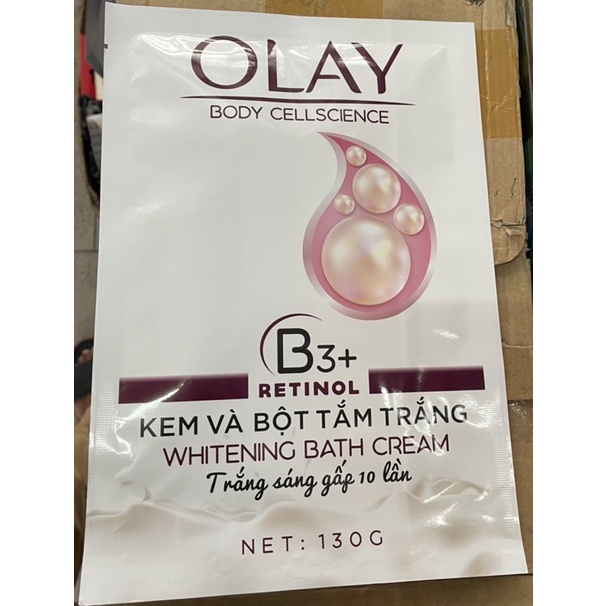 OLAY
BODY CELLSCIENCE
B3+
RETINOL
KEM VÀ BỘT TẮM TRẮNG
WHITENING BATH CREAM
Trắng sáng gấp 10 lần
NET: 130G